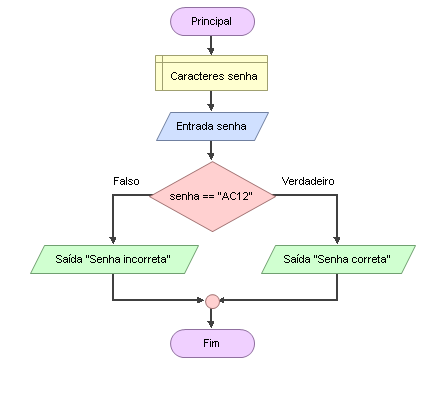 Principal
Caracteres senha
Entrada senha
Falso
Verdadeiro
senha == "AC12"
Saída "Senha incorreta"
Saída "Senha correta"
Fim